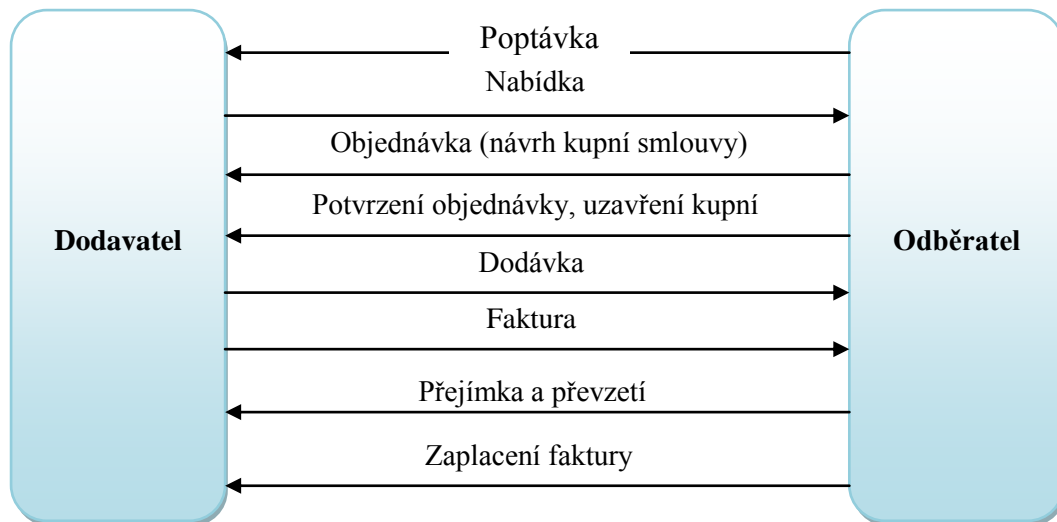 Poptávka
Nabídka
Objednávka (návrh kupní smlouvy)
Potvrzení objednávky, uzavření kupní
Dodavatel
Odběratel
Dodávka
Faktura
Přejímka a převzetí
Zaplacení faktury